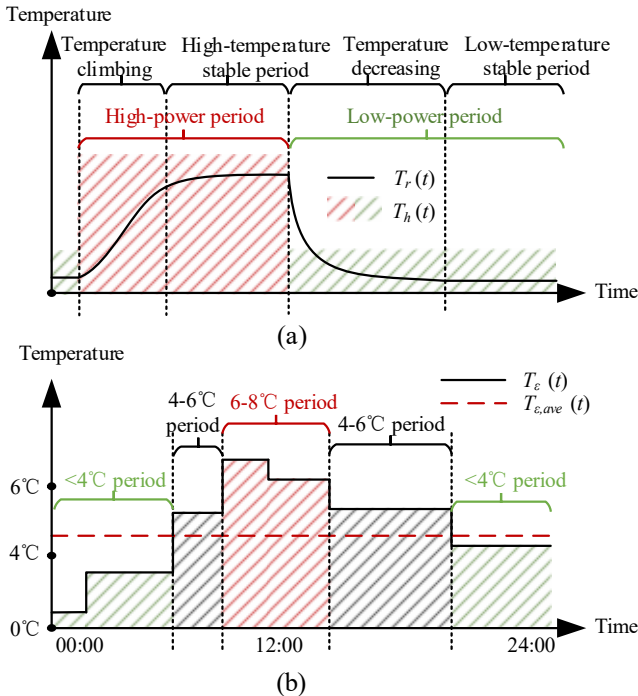 Temperature
Temperature climbing
High-temperature stable period
Temperature decreasing
Low-temperature stable period
High-power period
Low-power period
T_r (t)
T_h (t)
Time
(a)
Temperature
4-6℃ period
6-8℃ period
T_ε (t)
T_{ε,ave} (t)
4-6℃ period
<4℃ period
<4℃ period
6℃
4℃
0℃
Time
00:00
12:00
24:00
(b)